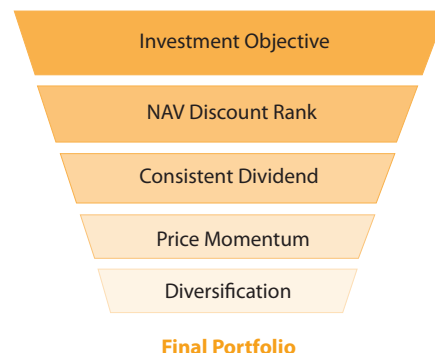 Investment Objective
NAV Discount Rank
Consistent Dividend
Price Momentum
Diversification
Final Portfolio